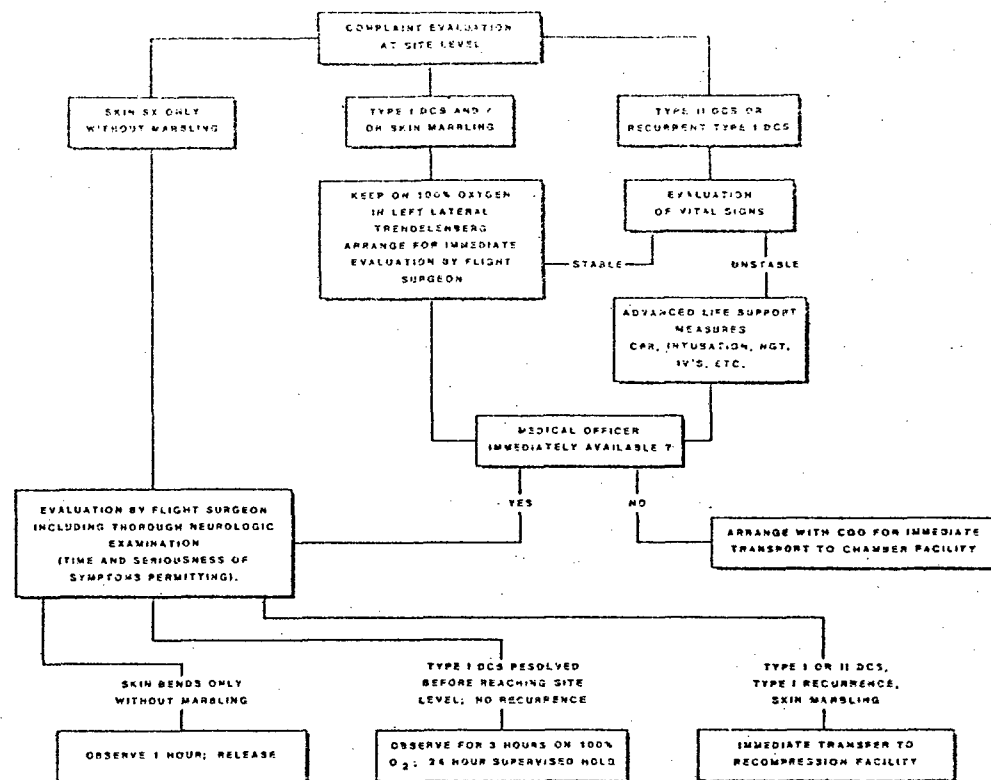 COMPLAINT EVALUATION
AT SITE LEVEL
SKIN SX ONLY
WITHOUT MARBLING
TYPE I DCS AND /
OR SKIN MARBLING
TYPE II DCS OR
RECURRENT TYPE I DCS
KEEP ON 100% OXYGEN
IN LEFT LATERAL
TRENDELENBERG
ARRANGE FOR IMMEDIATE
EVALUATION BY FLIGHT
SURGEON
EVALUATION
OF VITAL SIGNS
STABLE
UNSTABLE
ADVANCED LIFE SUPPORT
MEASURES
CPR, INTUBATION, NGT,
IV'S, ETC.
MEDICAL OFFICER
IMMEDIATELY AVAILABLE ?
YES
NO
EVALUATION BY FLIGHT SURGEON
INCLUDING THOROUGH NEUROLOGIC
EXAMINATION
(TIME AND SERIOUSNESS OF
SYMPTOMS PERMITTING).
ARRANGE WITH CDO FOR IMMEDIATE
TRANSPORT TO CHAMBER FACILITY
SKIN BENDS ONLY
WITHOUT MARBLING
TYPE I DCS RESOLVED
BEFORE REACHING SITE
LEVEL; NO RECURRENCE
TYPE I OR II DCS,
TYPE I RECURRENCE,
SKIN MARBLING
OBSERVE 1 HOUR; RELEASE
OBSERVE FOR 3 HOURS ON 100%
O2; 24 HOUR SUPERVISED HOLD
IMMEDIATE TRANSFER TO
RECOMPRESSION FACILITY